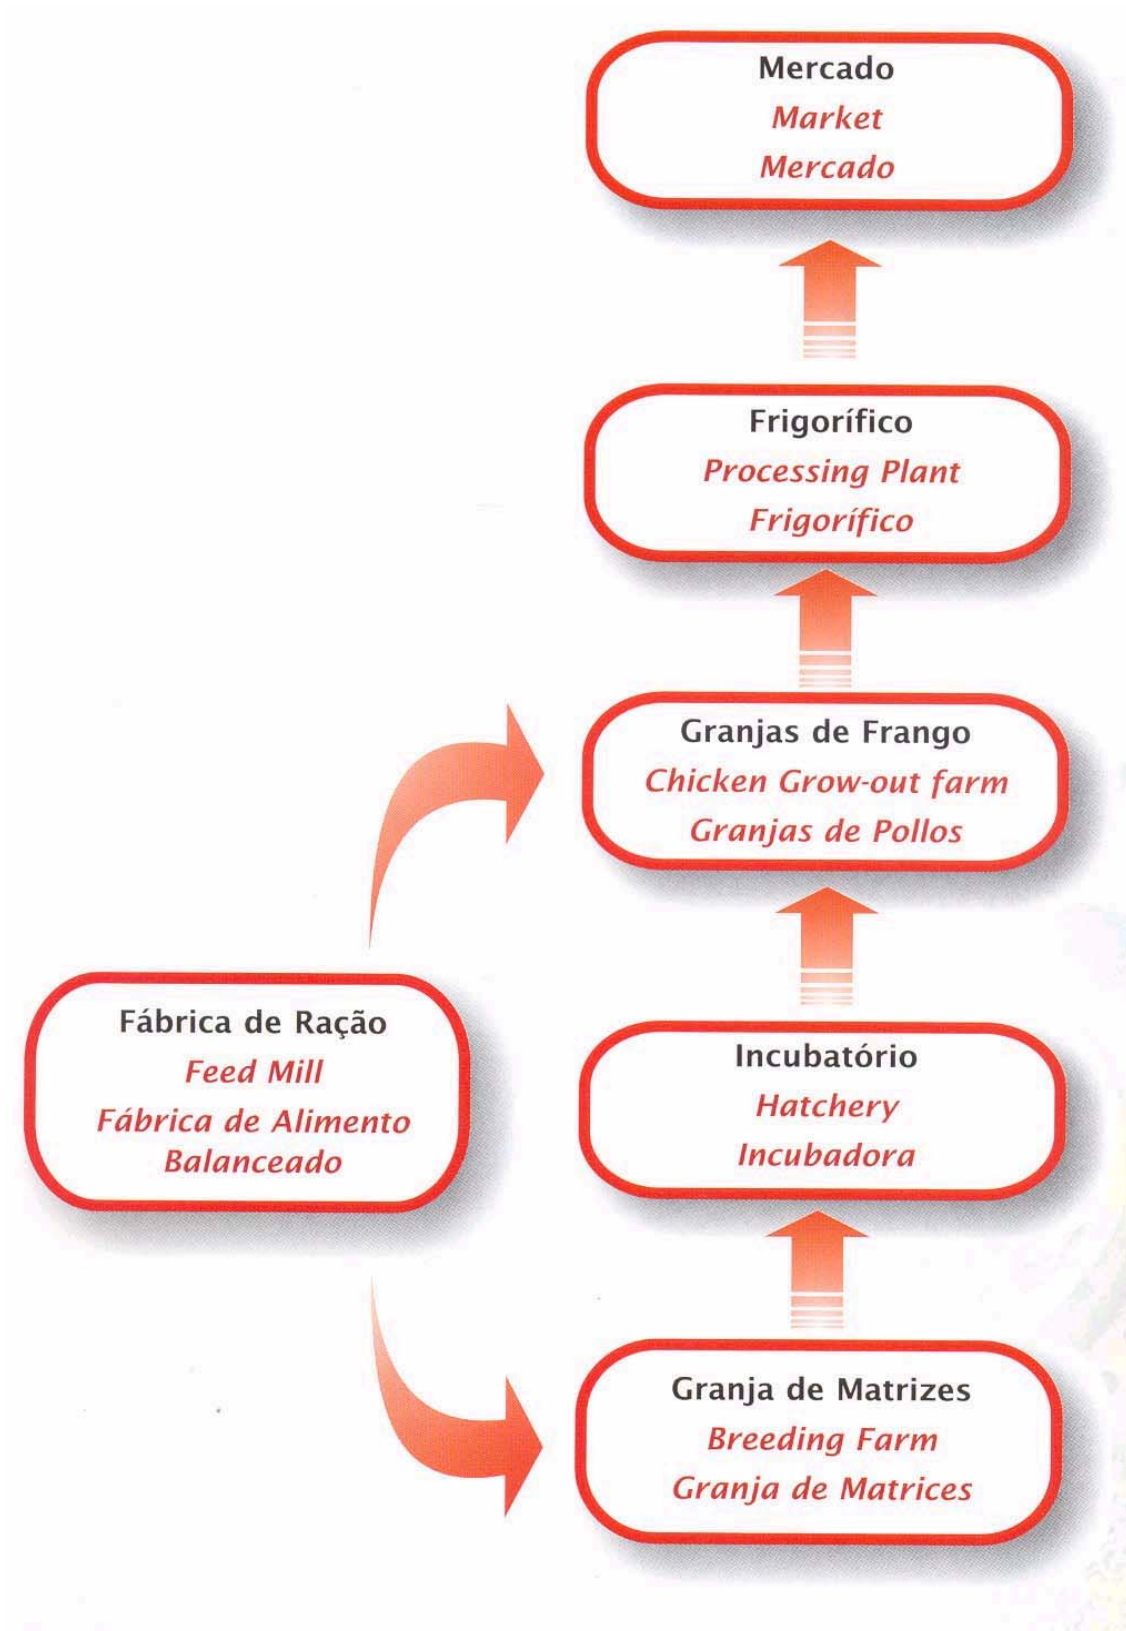 Mercado
Market
Mercado
Frigorífico
Processing Plant
Frigorífico
Granjas de Frango
Chicken Grow-out farm
Granjas de Pollos
Fábrica de Ração
Feed Mill
Fábrica de Alimento
Balanceado
Incubatório
Hatchery
Incubadora
Granja de Matrizes
Breeding Farm
Granja de Matrices